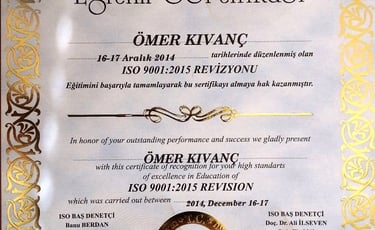 Eğitim Sertifikası
ÖMER KIVANÇ
16-17 Aralık 2014 tarihlerinde düzenlenmiş olan
ISO 9001:2015 REVİZYONU
Eğitimini başarıyla tamamlayarak bu sertifikayı almaya hak kazanmıştır.
In honor of your outstanding performance and success we gladly present
ÖMER KIVANÇ
with this certificate of recognition for your high standarts
of excellence in Education of
ISO 9001:2015 REVISION
which was carried out between 2014, December 16-17
ISO BAŞ DENETÇİ
Banu BERDAN
ISO BAŞ DENETÇİ
Doç. Dr. Ali İLSEVEN